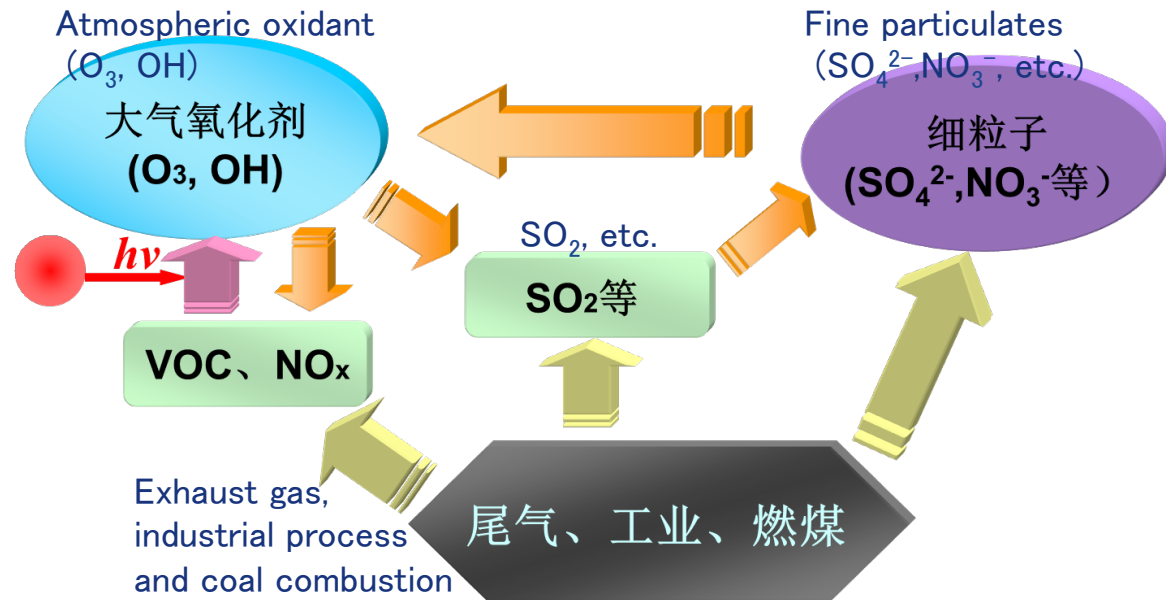 Atmospheric oxidant
(O₃, OH)
大气氧化剂
(O₃, OH)
Fine particulates
(SO₄²⁻,NO₃⁻, etc.)
细粒子
(SO₄²⁻,NO₃⁻等）
hν
SO₂, etc.
SO₂等
VOC、NOₓ
Exhaust gas,
industrial process
and coal combustion
尾气、工业、燃煤